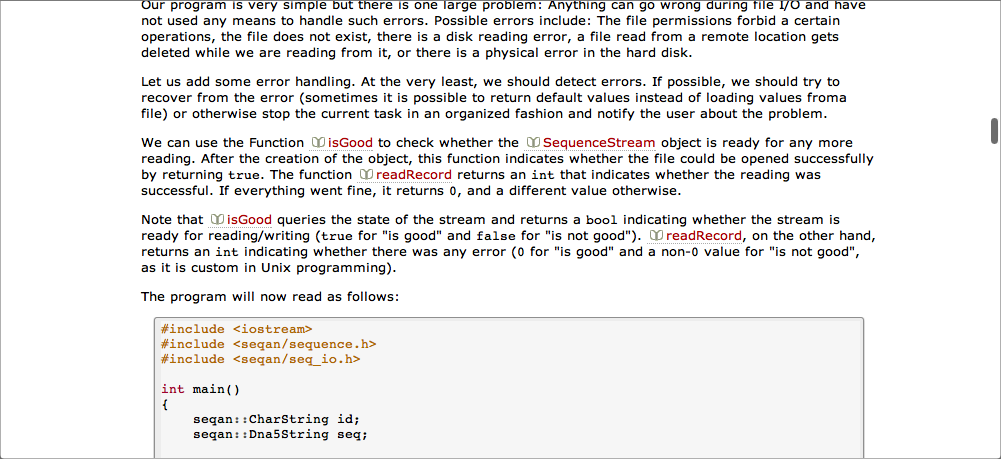 Our program is very simple but there is one large problem: Anything can go wrong during file I/O and have
not used any means to handle such errors. Possible errors include: The file permissions forbid a certain
operations, the file does not exist, there is a disk reading error, a file read from a remote location gets
deleted while we are reading from it, or there is a physical error in the hard disk.
Let us add some error handling. At the very least, we should detect errors. If possible, we should try to
recover from the error (sometimes it is possible to return default values instead of loading values froma
file) or otherwise stop the current task in an organized fashion and notify the user about the problem.
We can use the Function isGood to check whether the SequenceStream object is ready for any more
reading. After the creation of the object, this function indicates whether the file could be opened successfully
by returning true. The function readRecord returns an int that indicates whether the reading was
successful. If everything went fine, it returns 0, and a different value otherwise.
Note that isGood queries the state of the stream and returns a bool indicating whether the stream is
ready for reading/writing (true for "is good" and false for "is not good"). readRecord, on the other hand,
returns an int indicating whether there was any error (0 for "is good" and a non-0 value for "is not good",
as it is custom in Unix programming).
The program will now read as follows:
#include <iostream>
#include <seqan/sequence.h>
#include <seqan/seq_io.h>
int main()
{
seqan::CharString id;
seqan::Dna5String seq;